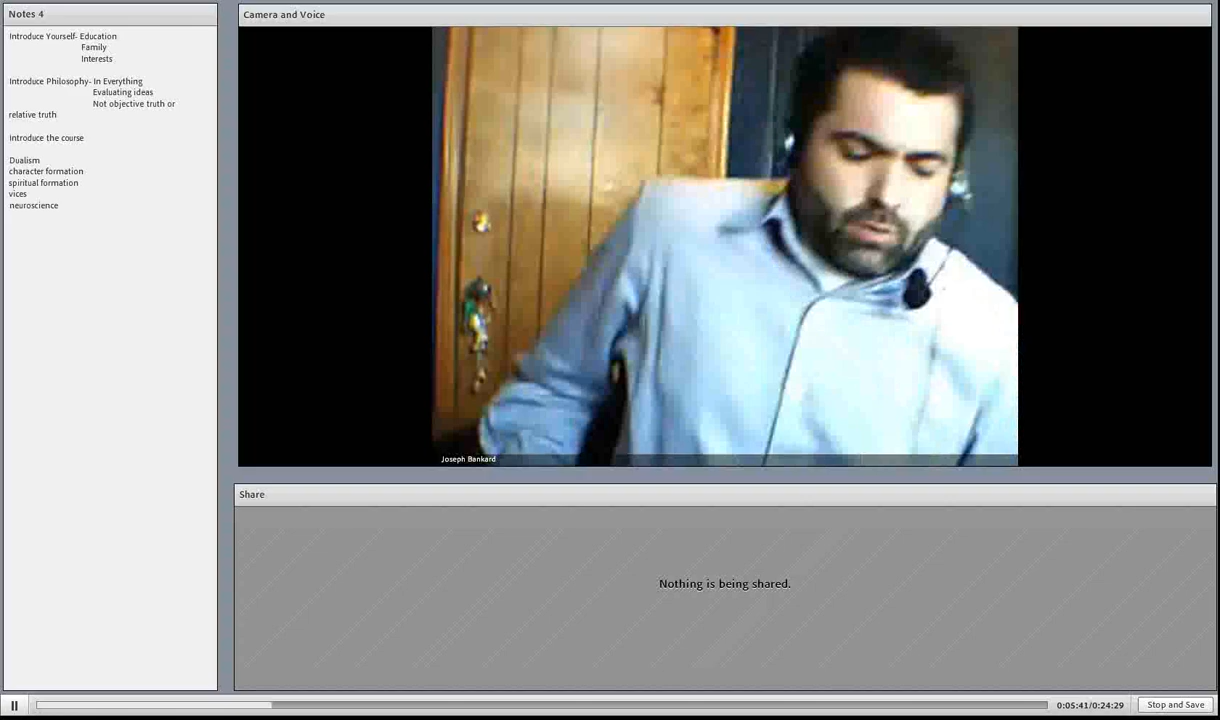 Notes 4
Introduce Yourself- Education
Family
Interests
Introduce Philosophy- In Everything
Evaluating ideas
Not objective truth or
relative truth
Introduce the course
Dualism
character formation
spiritual formation
vices
neuroscience
Camera and Voice
Joseph Bankard
Share
Nothing is being shared.
0:05:41/0:24:29
Stop and Save